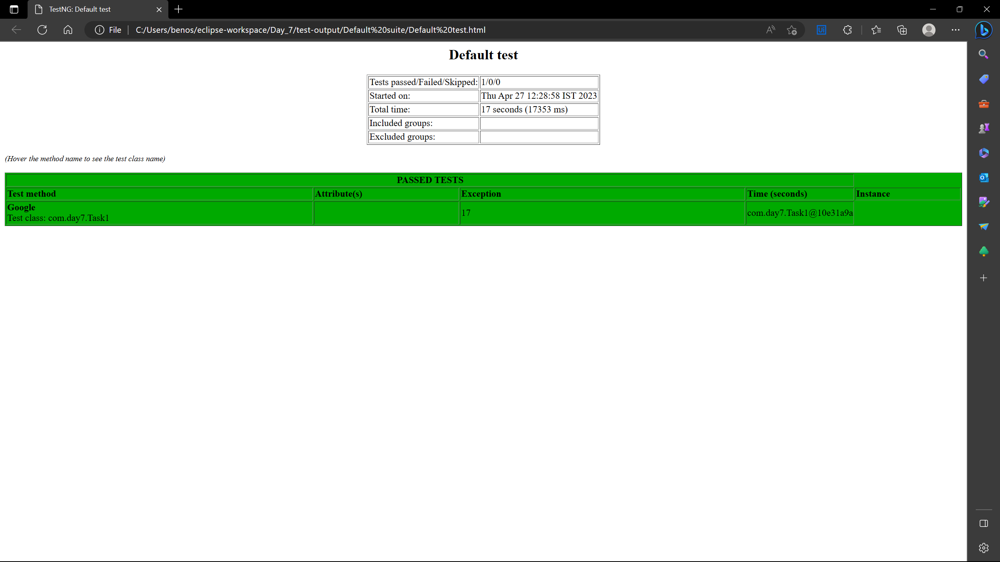 TestNG: Default test
File C:/Users/benos/eclipse-workspace/Day_7/test-output/Default%20suite/Default%20test.html
Default test
Tests passed/Failed/Skipped: 1/0/0
Started on: Thu Apr 27 12:28:58 IST 2023
Total time: 17 seconds (17353 ms)
Included groups:
Excluded groups:
(Hover the method name to see the test class name)
PASSED TESTS
Test method Attribute(s) Exception Time (seconds) Instance
Google
Test class: com.day7.Task1 17 com.day7.Task1@10e31a9a